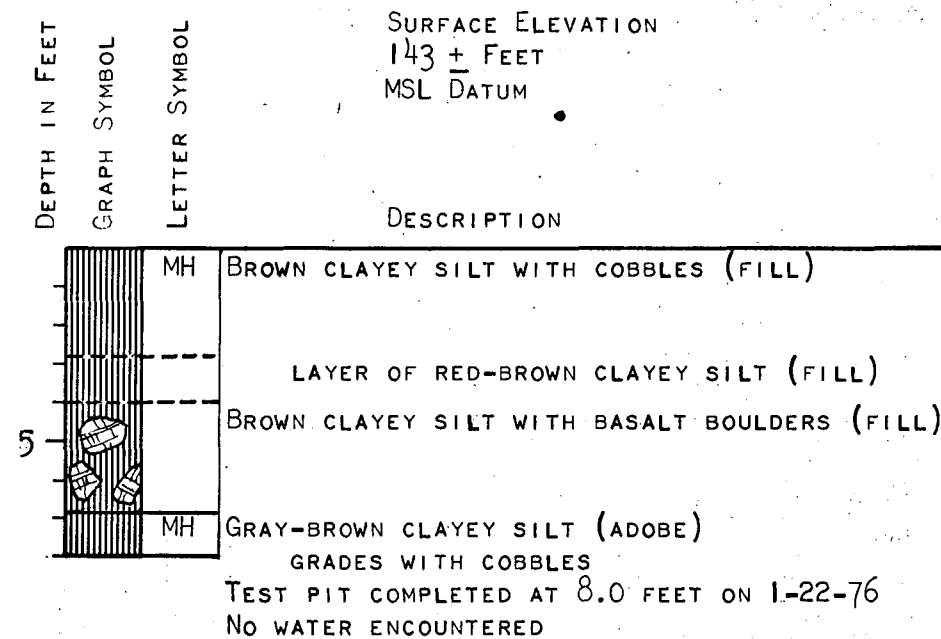 DEPTH IN FEET
GRAPH SYMBOL
LETTER SYMBOL
SURFACE ELEVATION
143 ± FEET
MSL DATUM
DESCRIPTION
MH BROWN CLAYEY SILT WITH COBBLES (FILL)
LAYER OF RED-BROWN CLAYEY SILT (FILL)
BROWN CLAYEY SILT WITH BASALT BOULDERS (FILL)
5
MH GRAY-BROWN CLAYEY SILT (ADOBE)
GRADES WITH COBBLES
TEST PIT COMPLETED AT 8.0 FEET ON 1-22-76
NO WATER ENCOUNTERED